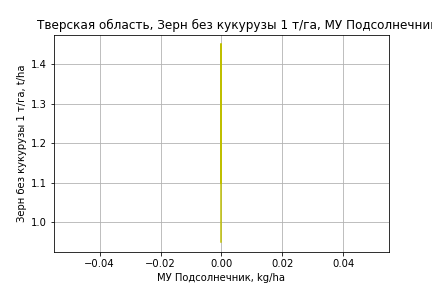 Тверская область, Зерн без кукурузы 1 т/га, МУ Подсолнечник
1.4
1.3
1.2
1.1
1.0
Зерн без кукурузы 1 т/га, t/ha
−0.04 −0.02 0.00 0.02 0.04
МУ Подсолнечник, kg/ha